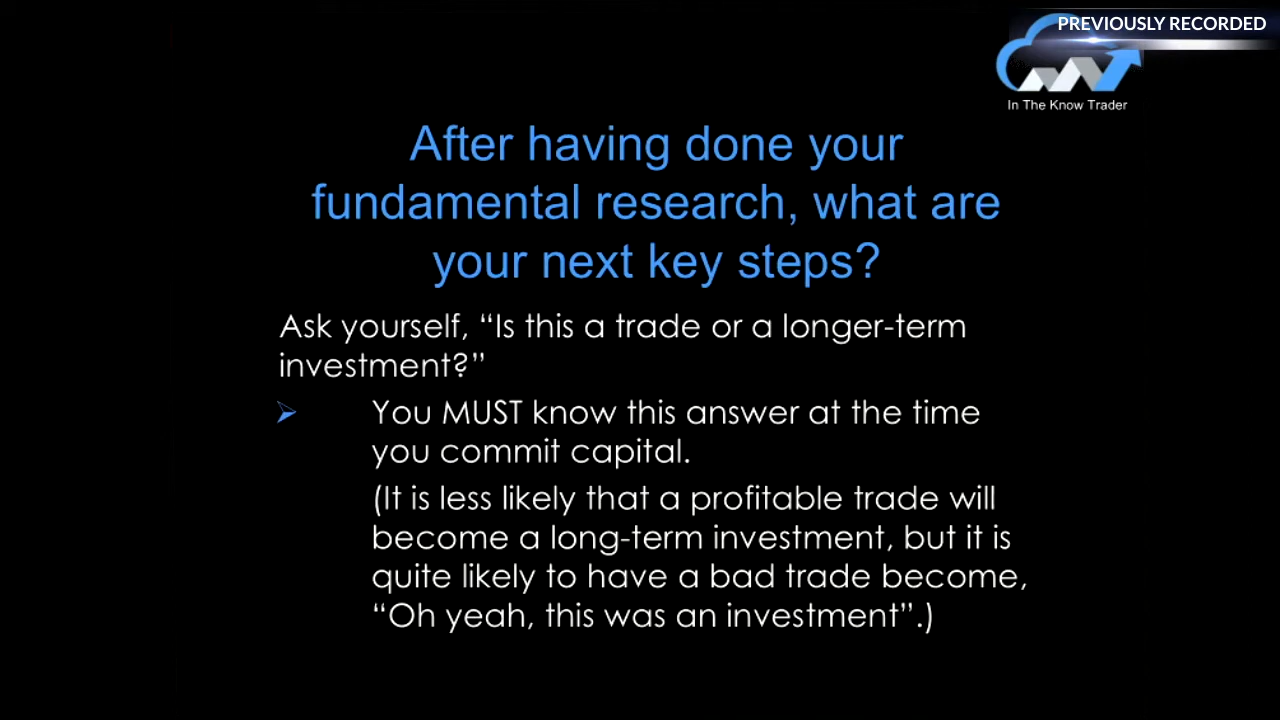 PREVIOUSLY RECORDED
In The Know Trader
After having done your
fundamental research, what are
your next key steps?
Ask yourself, “Is this a trade or a longer-term
investment?”
You MUST know this answer at the time
you commit capital.
(It is less likely that a profitable trade will
become a long-term investment, but it is
quite likely to have a bad trade become,
“Oh yeah, this was an investment”.)